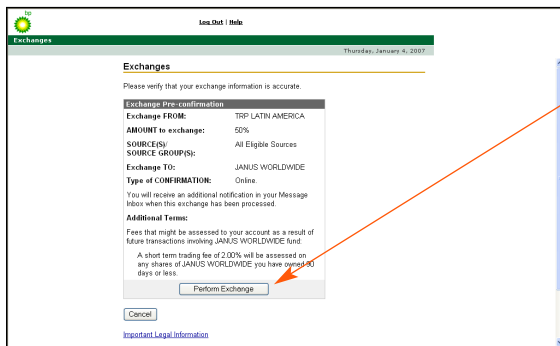 bp
Log Out | Help
Exchanges
Thursday, January 4, 2007
Exchanges
Please verify that your exchange information is accurate.
Exchange Pre-confirmation
Exchange FROM: TRP LATIN AMERICA
AMOUNT to exchange: 50%
SOURCE(S)/ All Eligible Sources
SOURCE GROUP(S):
Exchange TO: JANUS WORLDWIDE
Type of CONFIRMATION: Online.
You will receive an additional notification in your Message
Inbox when this exchange has been processed.
Additional Terms:
Fees that might be assessed to your account as a result of
future transactions involving JANUS WORLDWIDE fund:
A short term trading fee of 2.00% will be assessed on
any shares of JANUS WORLDWIDE you have owned 90
days or less.
Perform Exchange
Cancel
Important Legal Information